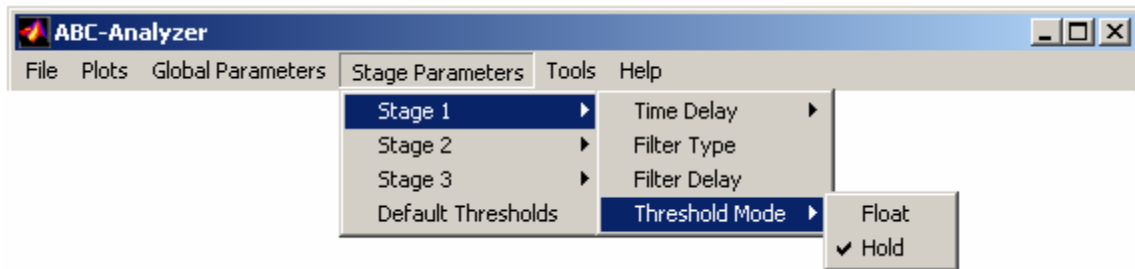 ABC-Analyzer
File Plots Global Parameters Stage Parameters Tools Help
Stage 1
Stage 2
Stage 3
Default Thresholds
Time Delay
Filter Type
Filter Delay
Threshold Mode
Float
Hold